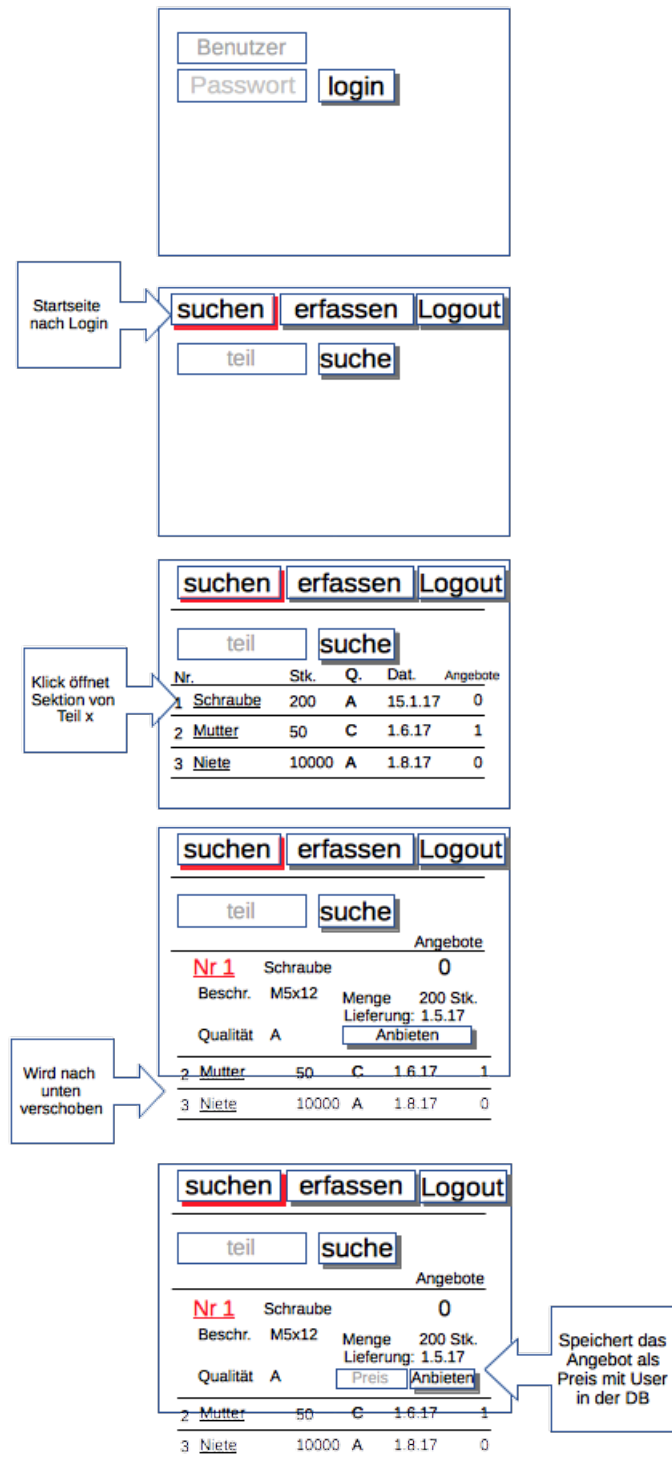 Benutzer
Passwort login
Startseite
nach Login
suchen erfassen Logout
teil suche
suchen erfassen Logout
teil suche
Klick öffnet
Sektion von
Teil x
Nr. Stk. Q. Dat. Angebote
1 Schraube 200 A 15.1.17 0
2 Mutter 50 C 1.6.17 1
3 Niete 10000 A 1.8.17 0
suchen erfassen Logout
teil suche
Angebote
Nr 1 Schraube 0
Beschr. M5x12 Menge 200 Stk.
Lieferung: 1.5.17
Qualität A Anbieten
Wird nach
unten
verschoben
2 Mutter 50 C 1.6.17 1
3 Niete 10000 A 1.8.17 0
suchen erfassen Logout
teil suche
Angebote
Nr 1 Schraube 0
Beschr. M5x12 Menge 200 Stk.
Lieferung: 1.5.17
Qualität A Preis Anbieten
Speichert das
Angebot als
Preis mit User
in der DB
2 Mutter 50 C 1.6.17 1
3 Niete 10000 A 1.8.17 0